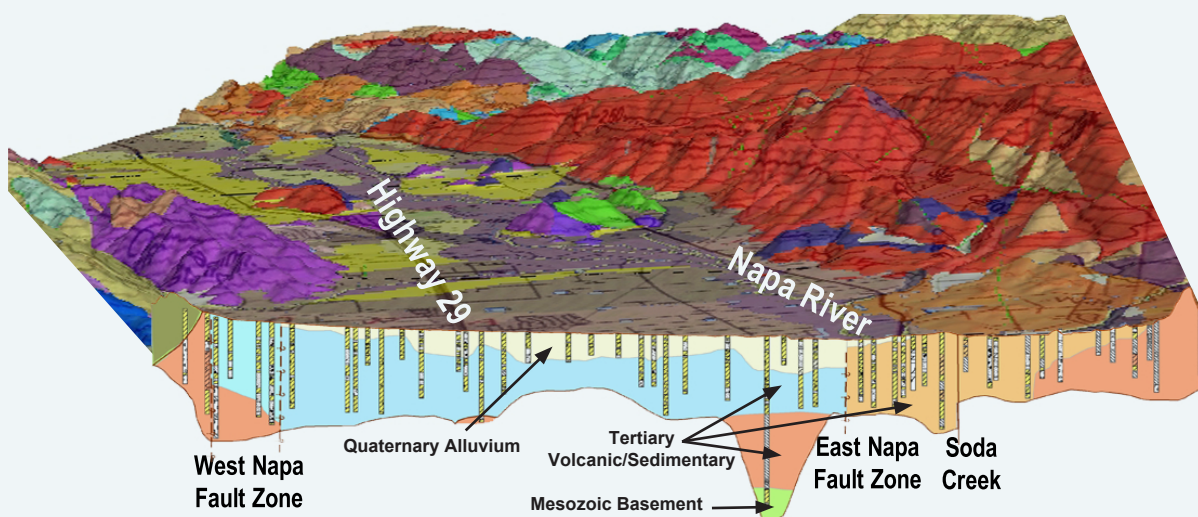 Highway 29
Napa River
Quaternary Alluvium
Tertiary
Volcanic/Sedimentary
Mesozoic Basement
West Napa
Fault Zone
East Napa
Fault Zone
Soda
Creek